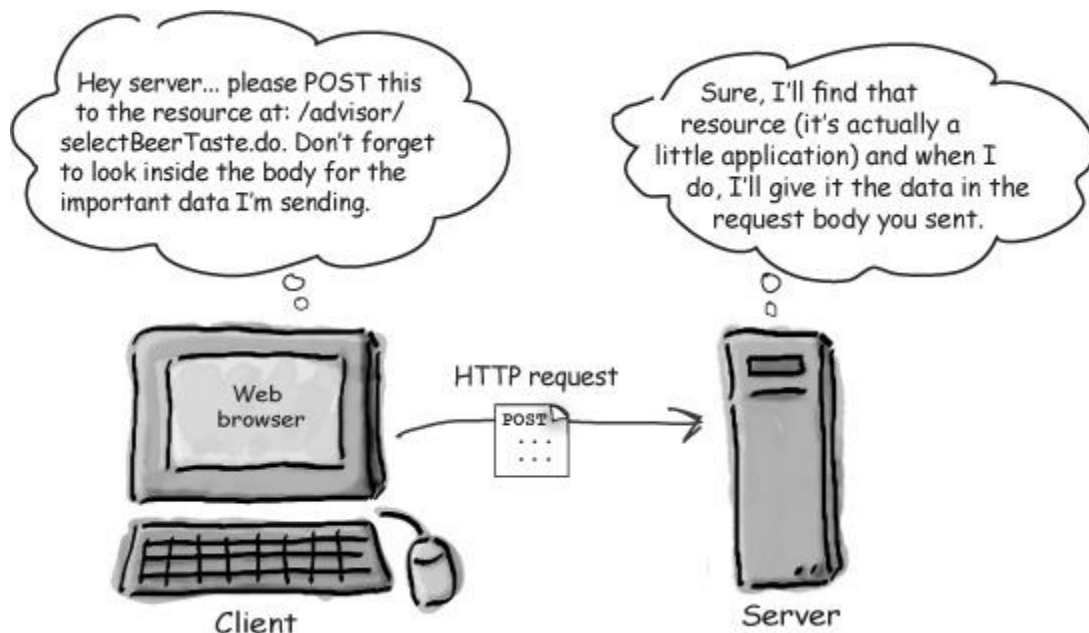 Hey server... please POST this
to the resource at: /advisor/
selectBeerTaste.do. Don't forget
to look inside the body for the
important data I'm sending.
Sure, I'll find that
resource (it's actually a
little application) and when I
do, I'll give it the data in the
request body you sent.
Web
browser
HTTP request
POST
... 
...
Client
Server